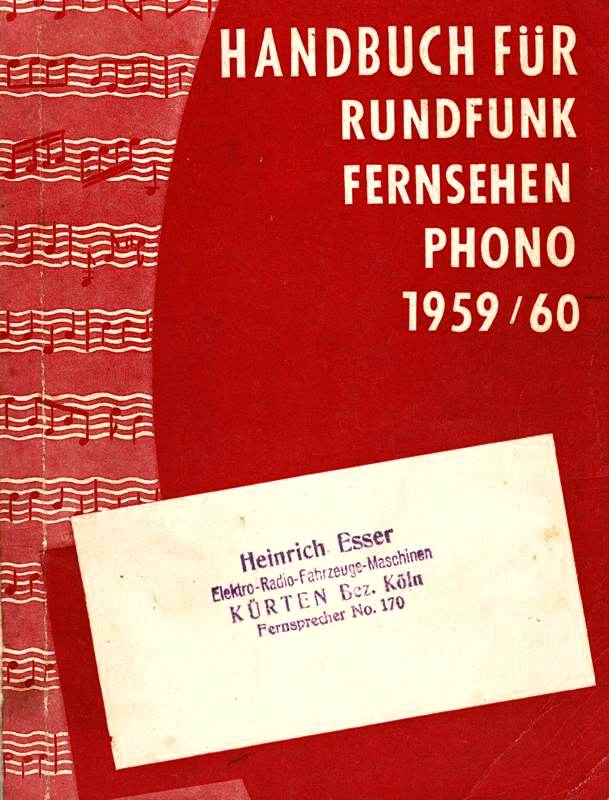 HANDBUCH FÜR
RUNDFUNK
FERNSEHEN
PHONO
1959/60
Heinrich Esser
Elektro-Radio-Fahrzeuge-Maschinen
KÜRTEN Bez. Köln
Fernsprecher No. 170